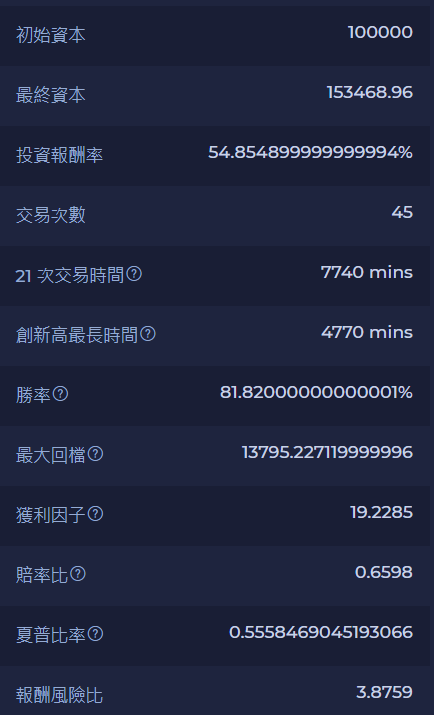 初始資本 100000
最終資本 153468.96
投資報酬率 54.854899999999994%
交易次數 45
21 次交易時間? 7740 mins
創新高最長時間? 4770 mins
勝率? 81.82000000000001%
最大回檔? 13795.227119999996
獲利因子? 19.2285
賠率比? 0.6598
夏普比率? 0.5558469045193066
報酬風險比 3.8759